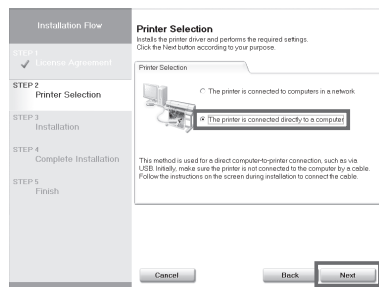 Installation Flow
STEP 1
License Agreement
STEP 2
Printer Selection
STEP 3
Installation
STEP 4
Complete Installation
STEP 5
Finish
Printer Selection
Installs the printer driver and performs the required settings.
Click the Next button according to your purpose.
Printer Selection
The printer is connected to computers in a network
The printer is connected directly to a computer
This method is used for a direct computer-to-printer connection, such as via
USB. Initially, make sure the printer is not connected to the computer by a cable.
Follow the instructions on the screen during installation to connect the cable.
Cancel
Back
Next